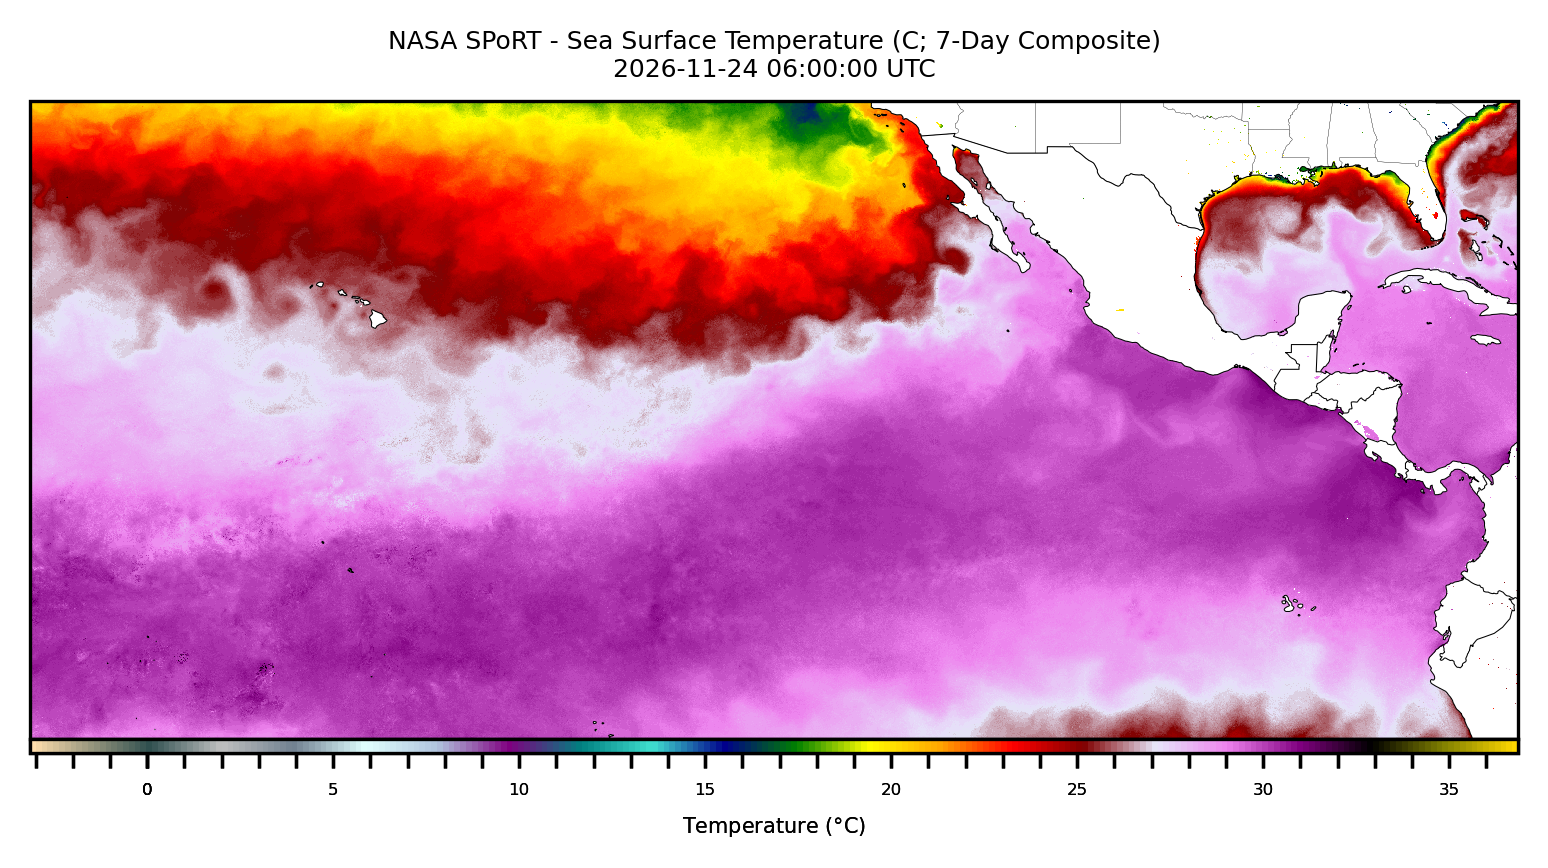 NASA SPoRT - Sea Surface Temperature (C; 7-Day Composite)
2026-11-24 06:00:00 UTC
0 5 10 15 20 25 30 35
Temperature (°C)